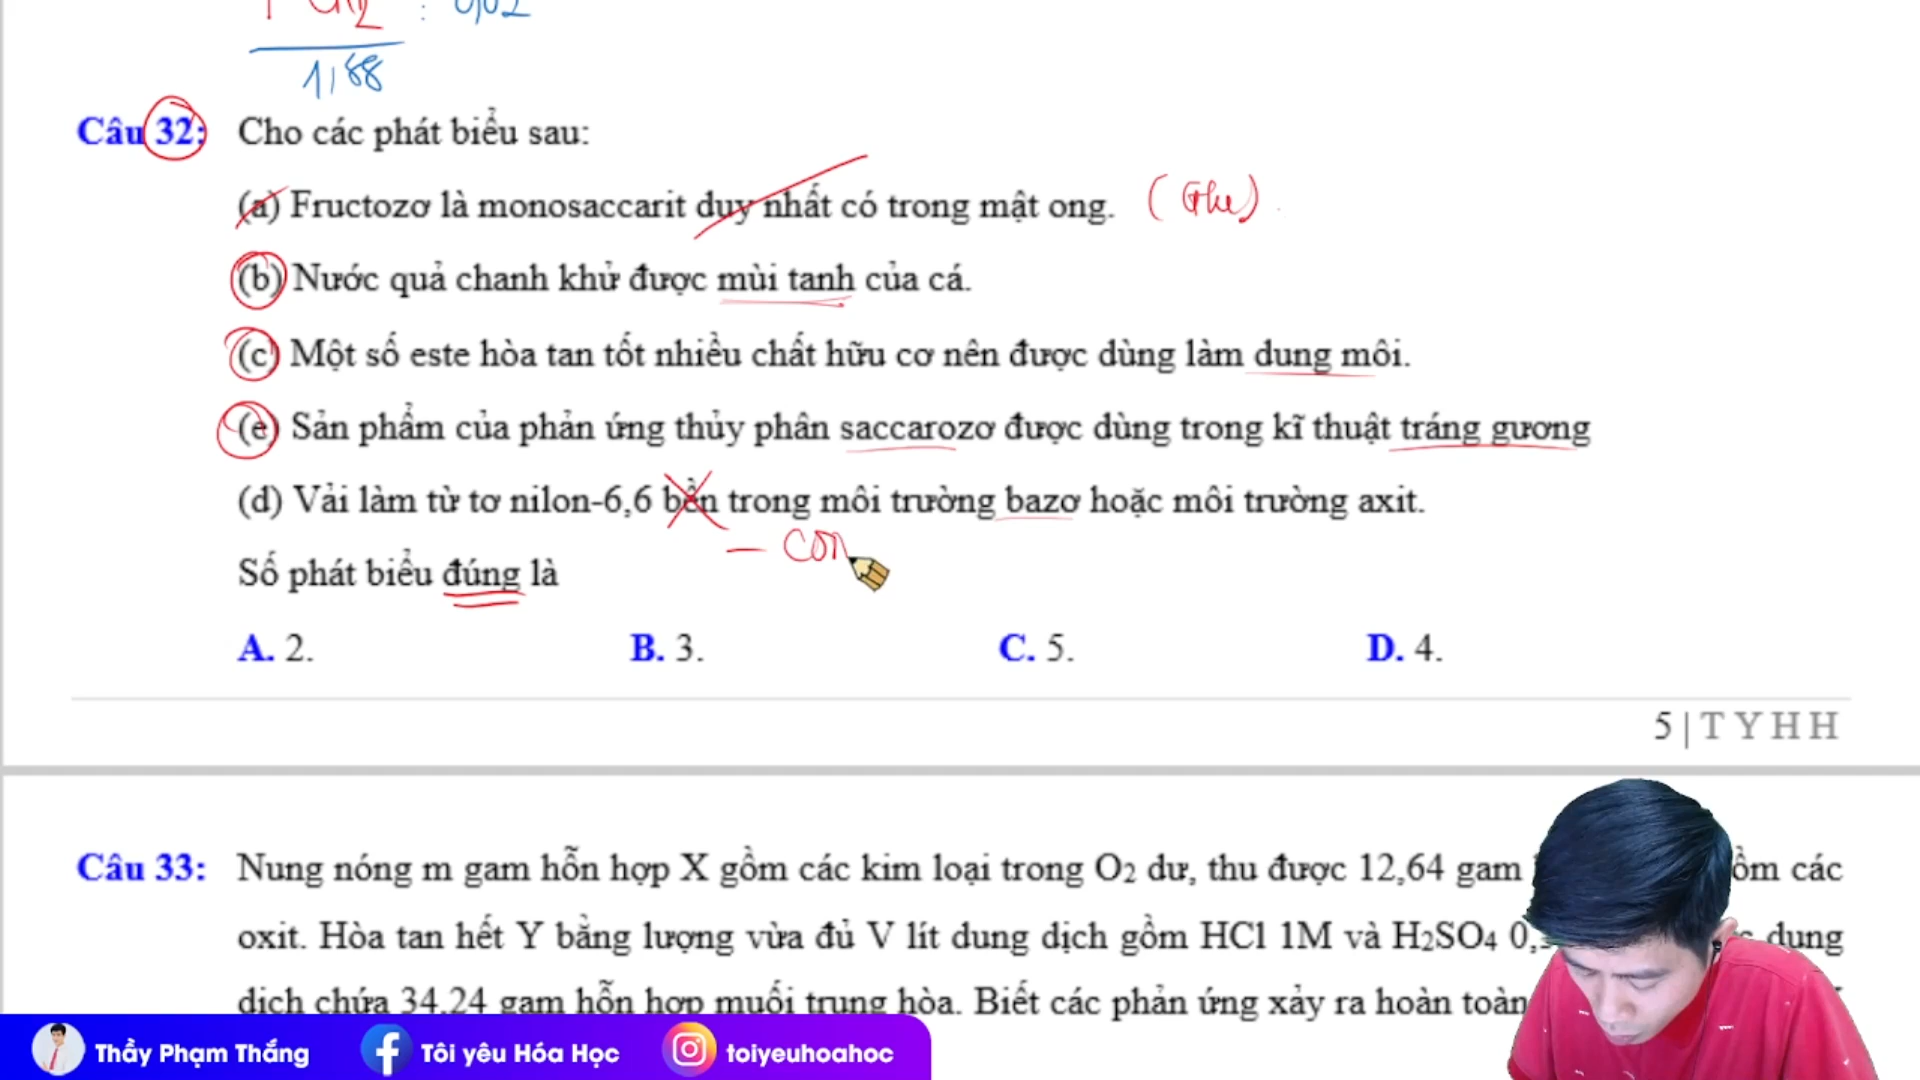 1,88
Câu 32: Cho các phát biểu sau:
(a) Fructozơ là monosaccarit duy nhất có trong mật ong. (Glu)
(b) Nước quả chanh khử được mùi tanh của cá.
(c) Một số este hòa tan tốt nhiều chất hữu cơ nên được dùng làm dung môi.
(e) Sản phẩm của phản ứng thủy phân saccarozơ được dùng trong kĩ thuật tráng gương
(d) Vải làm từ tơ nilon-6,6 bền trong môi trường bazơ hoặc môi trường axit.
– CON
Số phát biểu đúng là
A. 2. B. 3. C. 5. D. 4.
5 | T Y H H
Câu 33: Nung nóng m gam hỗn hợp X gồm các kim loại trong O2 dư, thu được 12,64 gam ồm các
oxit. Hòa tan hết Y bằng lượng vừa đủ V lít dung dịch gồm HCl 1M và H2SO4 0, dung
dịch chứa 34,24 gam hỗn hợp muối trung hòa. Biết các phản ứng xảy ra hoàn toàn
Thầy Phạm Thắng Tôi yêu Hóa Học toiyeuhoahoc